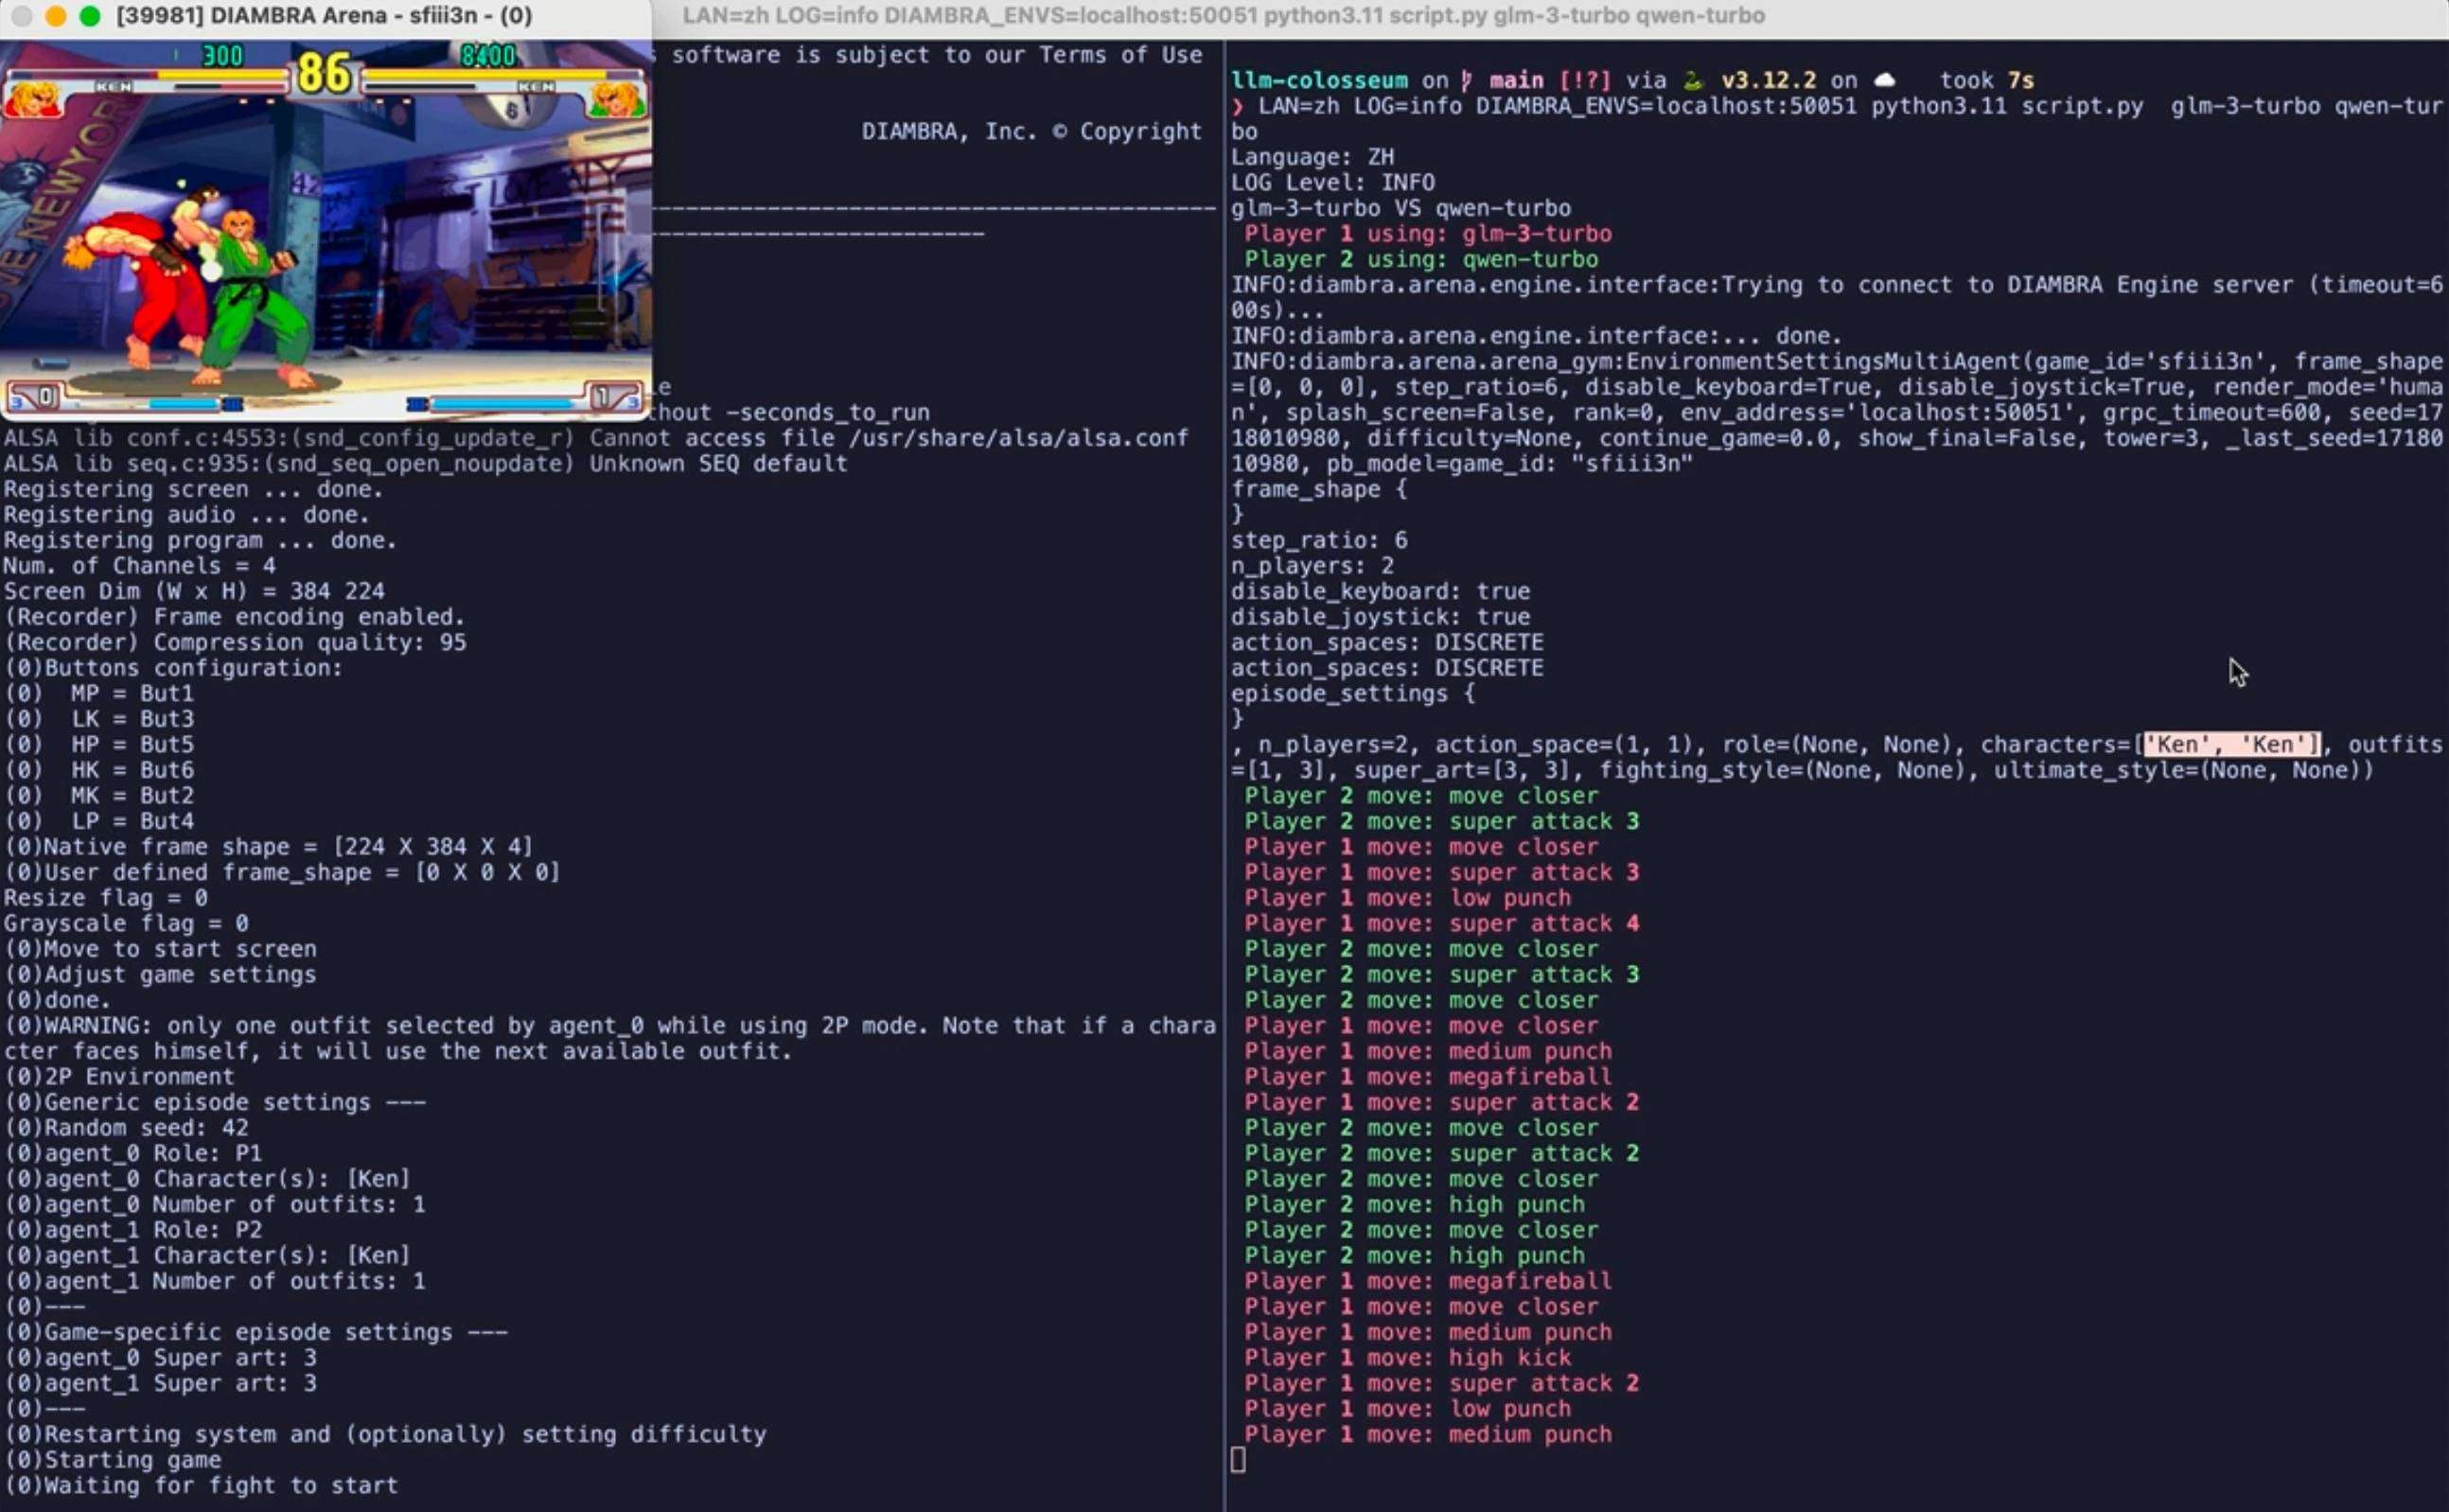 [39981] DIAMBRA Arena - sfiii3n - (0)
LAN=zh LOG=info DIAMBRA_ENVS=localhost:50051 python3.11 script.py glm-3-turbo qwen-turbo
300
86
8400
KEN
KEN
6
NEWYOR
42
0
3
1
3
software is subject to our Terms of Use
DIAMBRA, Inc. © Copyright
--------------------
--------------------
le
hout -seconds_to_run
ALSA lib conf.c:4553:(snd_config_update_r) Cannot access file /usr/share/alsa/alsa.conf
ALSA lib seq.c:935:(snd_seq_open_noupdate) Unknown SEQ default
Registering screen ... done.
Registering audio ... done.
Registering program ... done.
Num. of Channels = 4
Screen Dim (W x H) = 384 224
(Recorder) Frame encoding enabled.
(Recorder) Compression quality: 95
(0)Buttons configuration:
(0)  MP = But1
(0)  LK = But3
(0)  HP = But5
(0)  HK = But6
(0)  MK = But2
(0)  LP = But4
(0)Native frame shape = [224 X 384 X 4]
(0)User defined frame_shape = [0 X 0 X 0]
Resize flag = 0
Grayscale flag = 0
(0)Move to start screen
(0)Adjust game settings
(0)done.
(0)WARNING: only one outfit selected by agent_0 while using 2P mode. Note that if a chara
cter faces himself, it will use the next available outfit.
(0)2P Environment
(0)Generic episode settings ---
(0)Random seed: 42
(0)agent_0 Role: P1
(0)agent_0 Character(s): [Ken]
(0)agent_0 Number of outfits: 1
(0)agent_1 Role: P2
(0)agent_1 Character(s): [Ken]
(0)agent_1 Number of outfits: 1
(0)---
(0)Game-specific episode settings ---
(0)agent_0 Super art: 3
(0)agent_1 Super art: 3
(0)---
(0)Restarting system and (optionally) setting difficulty
(0)Starting game
(0)Waiting for fight to start
llm-colosseum on main [!?] via v3.12.2 on took 7s
❯ LAN=zh LOG=info DIAMBRA_ENVS=localhost:50051 python3.11 script.py  glm-3-turbo qwen-tur
bo
Language: ZH
LOG Level: INFO
glm-3-turbo VS qwen-turbo
Player 1 using: glm-3-turbo
Player 2 using: qwen-turbo
INFO:diambra.arena.engine.interface:Trying to connect to DIAMBRA Engine server (timeout=6
00s)...
INFO:diambra.arena.engine.interface:... done.
INFO:diambra.arena.arena_gym:EnvironmentSettingsMultiAgent(game_id='sfiii3n', frame_shape
=[0, 0, 0], step_ratio=6, disable_keyboard=True, disable_joystick=True, render_mode='huma
n', splash_screen=False, rank=0, env_address='localhost:50051', grpc_timeout=600, seed=17
18010980, difficulty=None, continue_game=0.0, show_final=False, tower=3, _last_seed=17180
10980, pb_model=game_id: "sfiii3n"
frame_shape {
}
step_ratio: 6
n_players: 2
disable_keyboard: true
disable_joystick: true
action_spaces: DISCRETE
action_spaces: DISCRETE
episode_settings {
}
, n_players=2, action_space=(1, 1), role=(None, None), characters=['Ken', 'Ken'], outfits
=[1, 3], super_art=[3, 3], fighting_style=(None, None), ultimate_style=(None, None))
Player 2 move: move closer
Player 2 move: super attack 3
Player 1 move: move closer
Player 1 move: super attack 3
Player 1 move: low punch
Player 1 move: super attack 4
Player 2 move: move closer
Player 2 move: super attack 3
Player 2 move: move closer
Player 1 move: move closer
Player 1 move: medium punch
Player 1 move: megafireball
Player 1 move: super attack 2
Player 2 move: move closer
Player 2 move: super attack 2
Player 2 move: move closer
Player 2 move: high punch
Player 2 move: move closer
Player 2 move: high punch
Player 1 move: megafireball
Player 1 move: move closer
Player 1 move: medium punch
Player 1 move: high kick
Player 1 move: super attack 2
Player 1 move: low punch
Player 1 move: medium punch